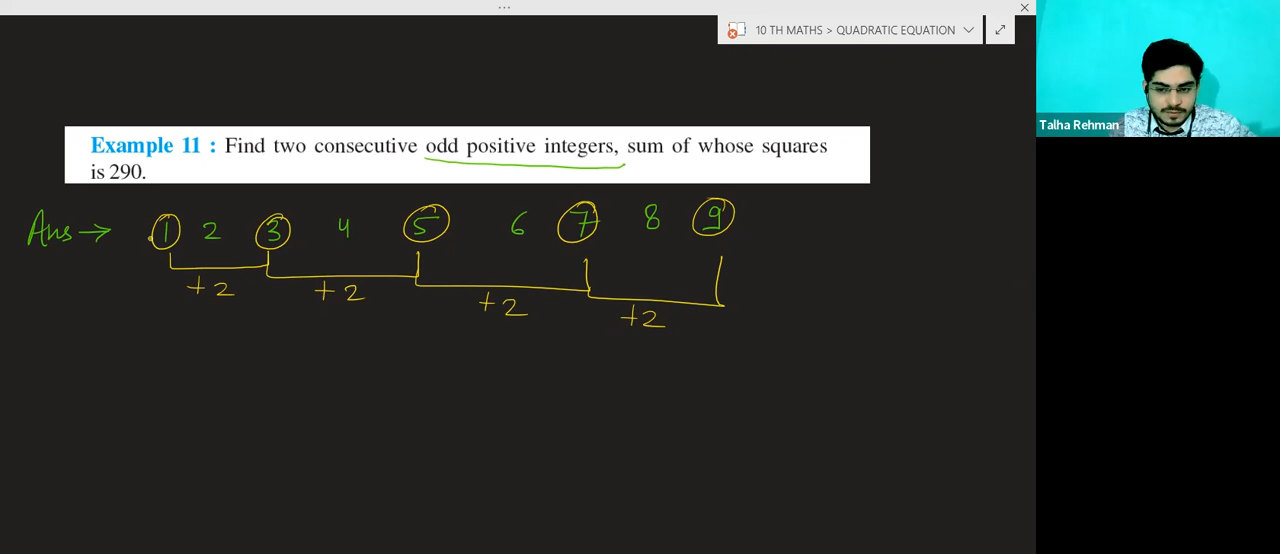 10 TH MATHS > QUADRATIC EQUATION
Talha Rehman
Example 11 : Find two consecutive odd positive integers, sum of whose squares
is 290.
Ans → 1 2 3 4 5 6 7 8 9
+2 +2 +2 +2